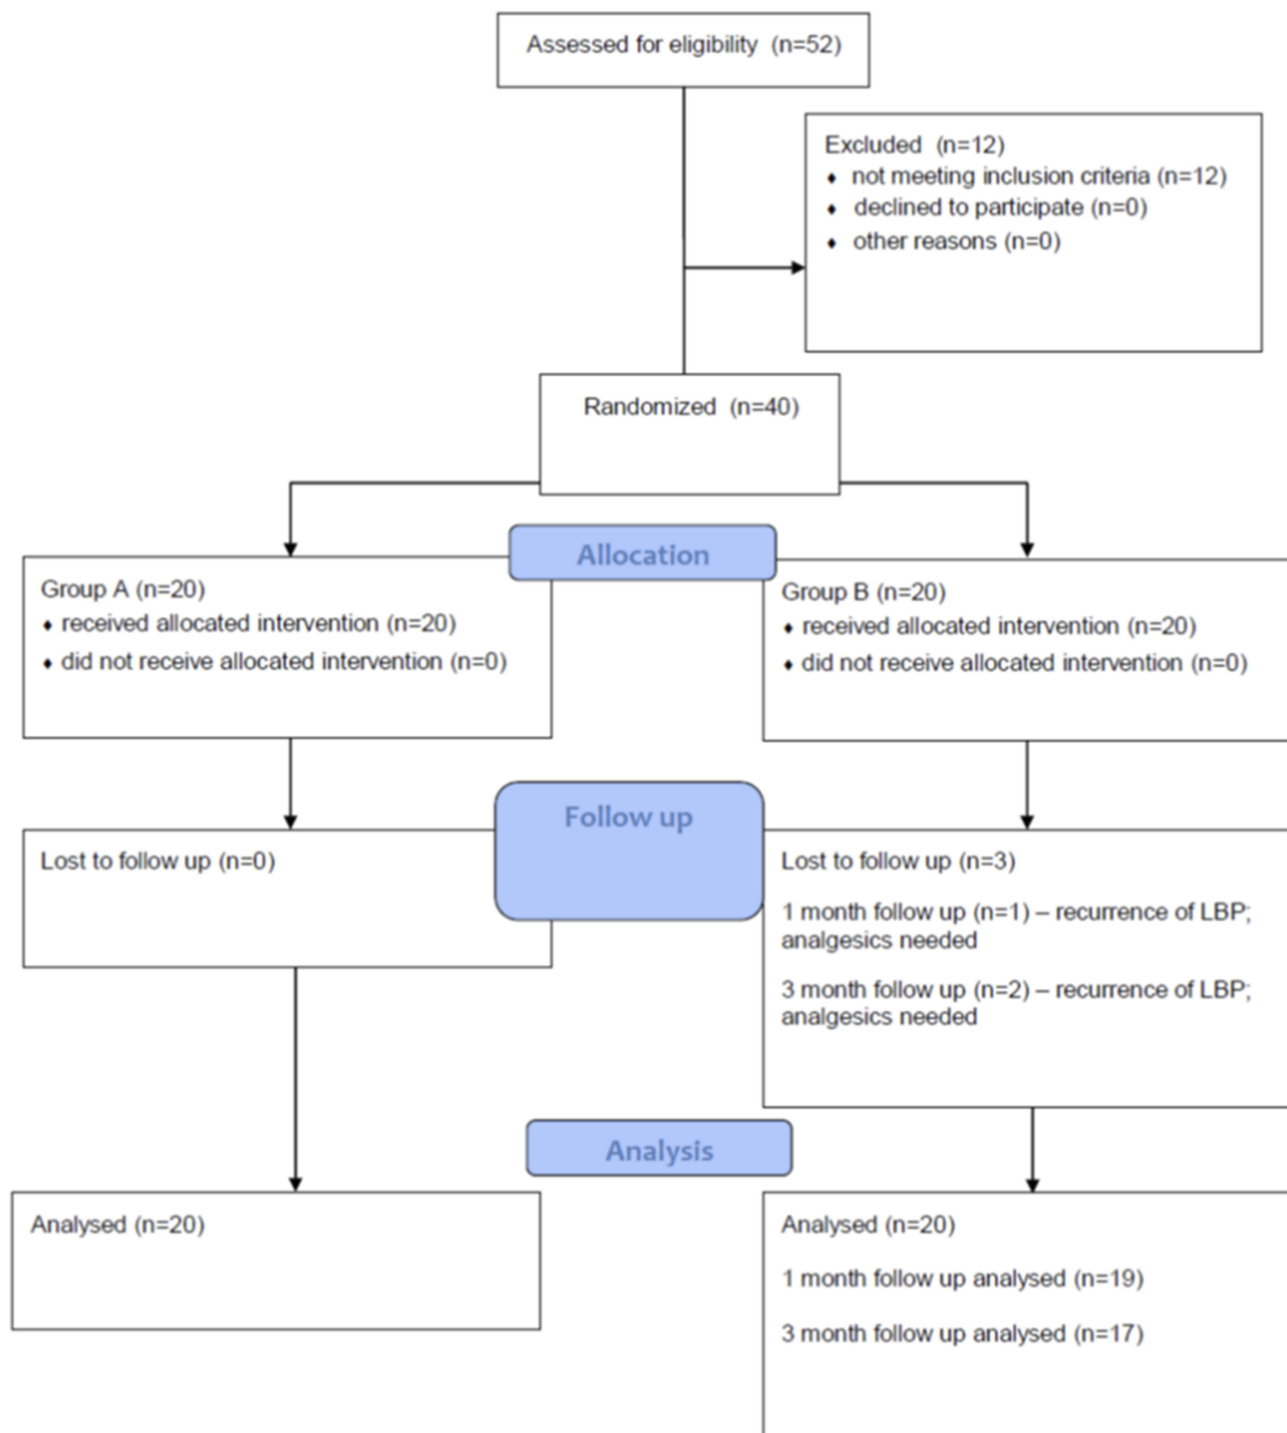 Assessed for eligibility (n=52)
Excluded (n=12)
♦ not meeting inclusion criteria (n=12)
♦ declined to participate (n=0)
♦ other reasons (n=0)
Randomized (n=40)
Allocation
Group A (n=20)
♦ received allocated intervention (n=20)
♦ did not receive allocated intervention (n=0)
Group B (n=20)
♦ received allocated intervention (n=20)
♦ did not receive allocated intervention (n=0)
Follow up
Lost to follow up (n=0)
Lost to follow up (n=3)
1 month follow up (n=1) – recurrence of LBP;
analgesics needed
3 month follow up (n=2) – recurrence of LBP;
analgesics needed
Analysis
Analysed (n=20)
Analysed (n=20)
1 month follow up analysed (n=19)
3 month follow up analysed (n=17)